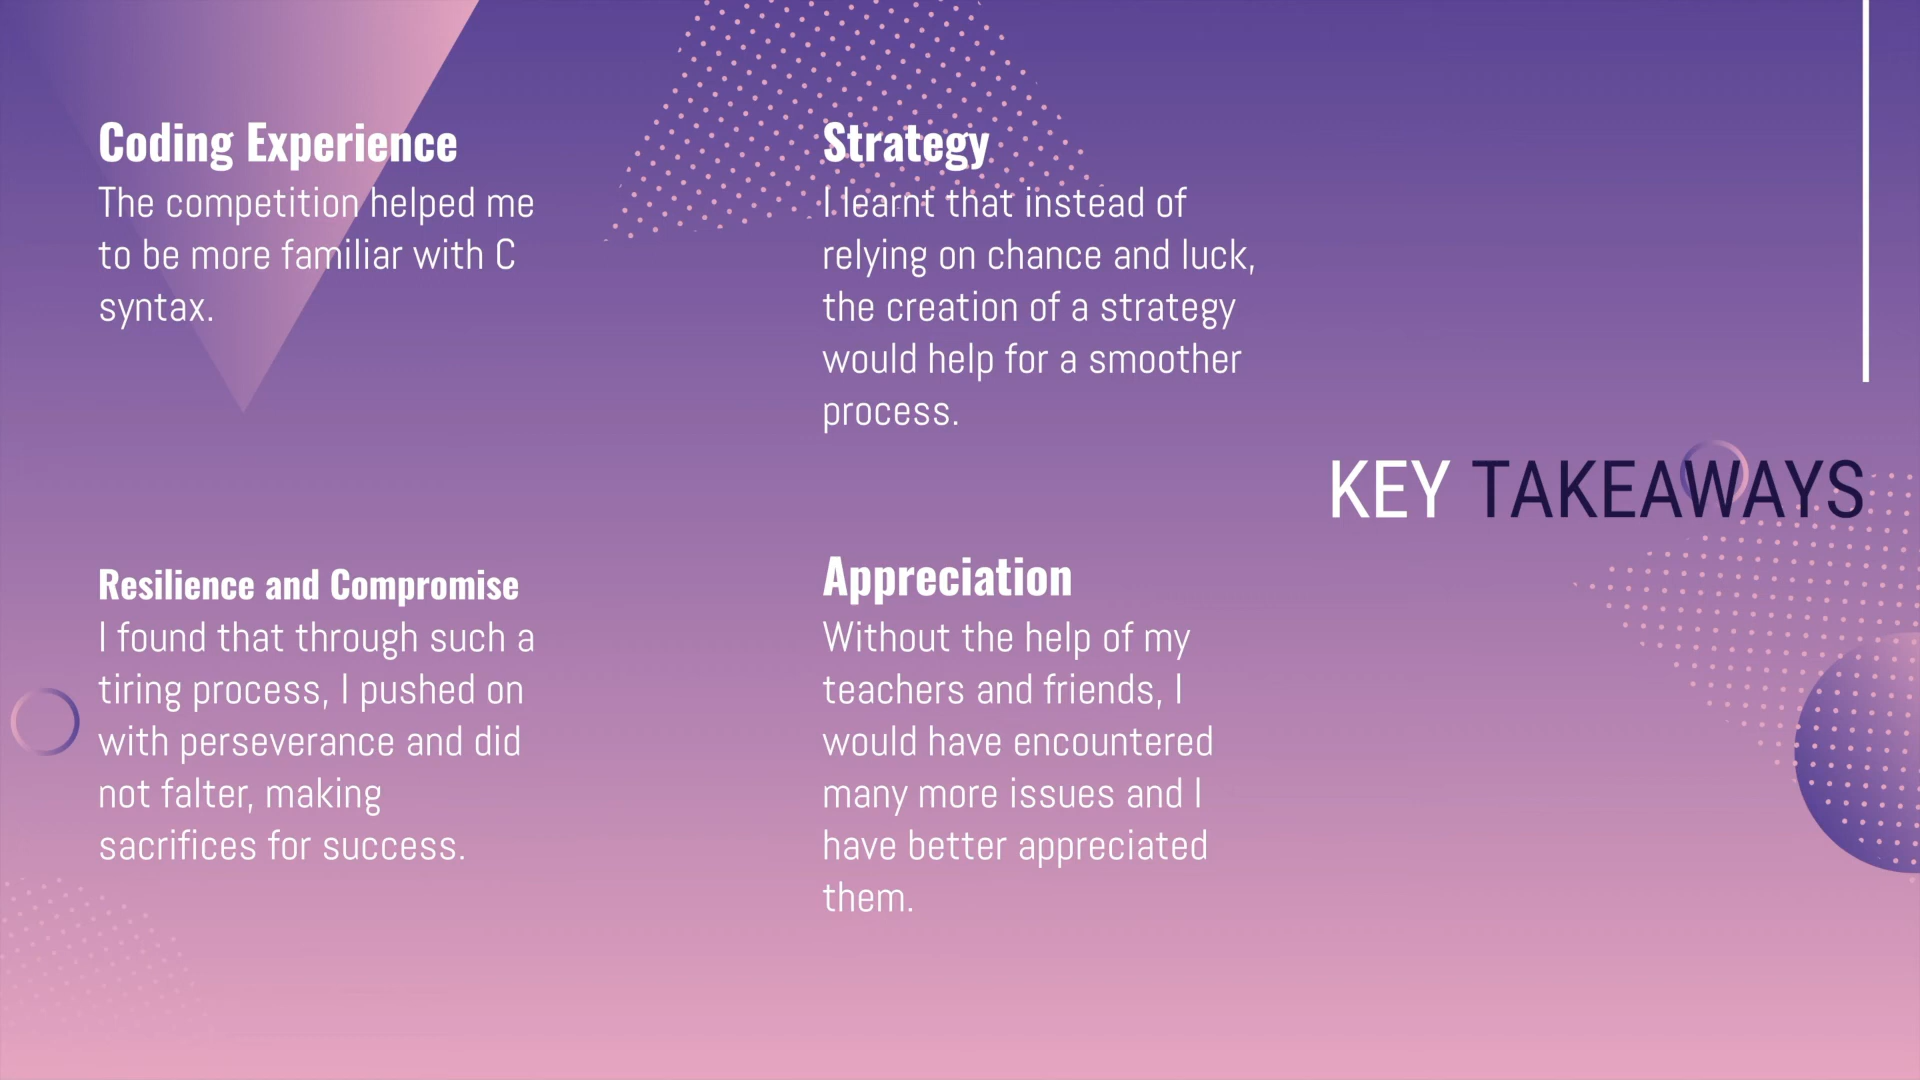 Coding Experience
The competition helped me
to be more familiar with C
syntax.
Strategy
I learnt that instead of
relying on chance and luck,
the creation of a strategy
would help for a smoother
process.
KEY TAKEAWAYS
Resilience and Compromise
I found that through such a
tiring process, I pushed on
with perseverance and did
not falter, making
sacrifices for success.
Appreciation
Without the help of my
teachers and friends, I
would have encountered
many more issues and I
have better appreciated
them.